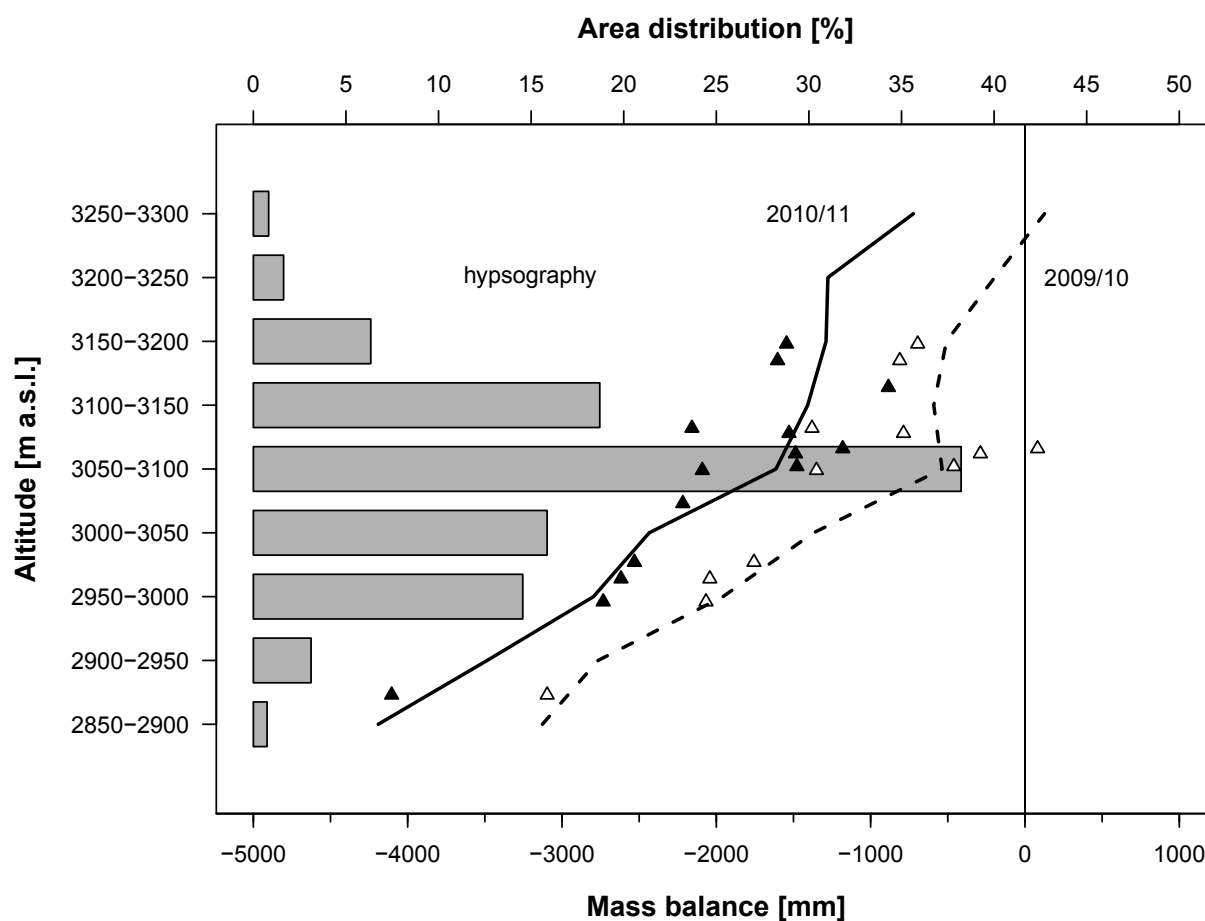 Area distribution [%]
0 5 10 15 20 25 30 35 40 45 50
3250−3300
2010/11
3200−3250
hypsography
2009/10
3150−3200
3100−3150
3050−3100
3000−3050
2950−3000
2900−2950
2850−2900
Altitude [m a.s.l.]
−5000 −4000 −3000 −2000 −1000 0 1000
Mass balance [mm]